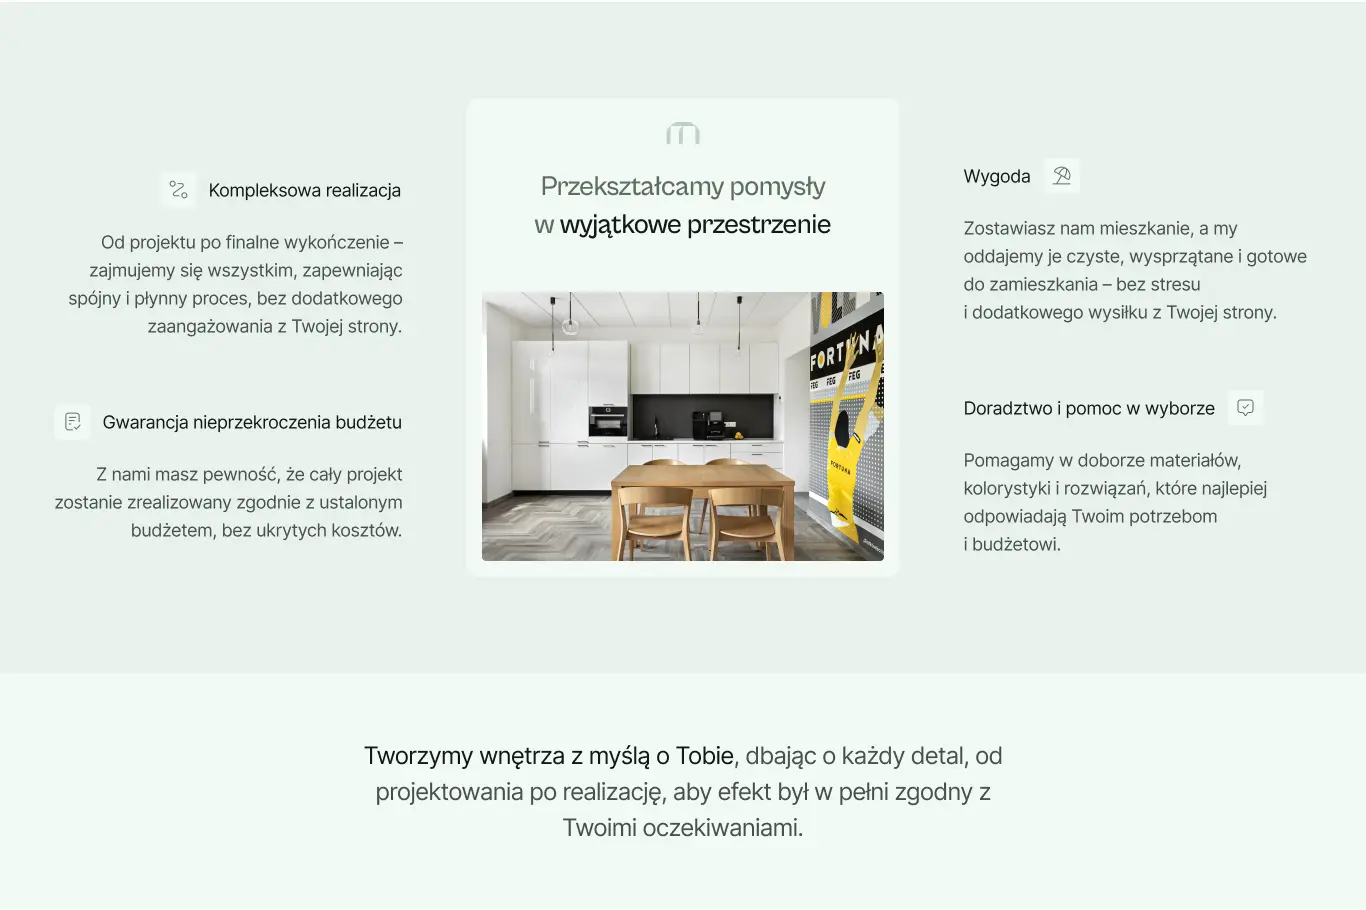 Kompleksowa realizacja
Od projektu po finalne wykończenie –
zajmujemy się wszystkim, zapewniając
spójny i płynny proces, bez dodatkowego
zaangażowania z Twojej strony.
Gwarancja nieprzekroczenia budżetu
Z nami masz pewność, że cały projekt
zostanie zrealizowany zgodnie z ustalonym
budżetem, bez ukrytych kosztów.
Przekształcamy pomysły
w wyjątkowe przestrzenie
FORTUNA
FEG FEG FEG
FORTUNA
Wygoda
Zostawiasz nam mieszkanie, a my
oddajemy je czyste, wysprzątane i gotowe
do zamieszkania – bez stresu
i dodatkowego wysiłku z Twojej strony.
Doradztwo i pomoc w wyborze
Pomagamy w doborze materiałów,
kolorystyki i rozwiązań, które najlepiej
odpowiadają Twoim potrzebom
i budżetowi.
Tworzymy wnętrza z myślą o Tobie, dbając o każdy detal, od
projektowania po realizację, aby efekt był w pełni zgodny z
Twoimi oczekiwaniami.